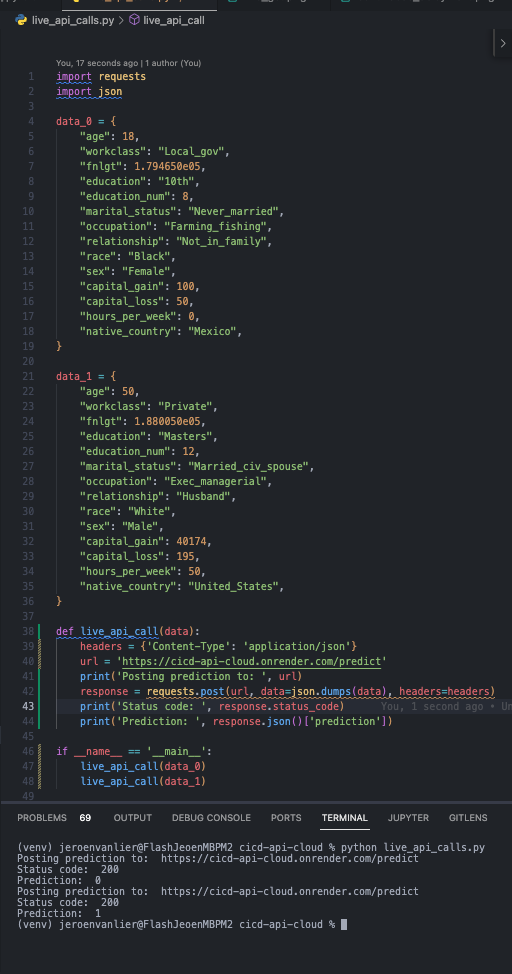 live_api_calls.py > live_api_call
You, 17 seconds ago | 1 author (You)
1 import requests
2 import json
3
4 data_0 = {
5 "age": 18,
6 "workclass": "Local_gov",
7 "fnlgt": 1.794650e05,
8 "education": "10th",
9 "education_num": 8,
10 "marital_status": "Never_married",
11 "occupation": "Farming_fishing",
12 "relationship": "Not_in_family",
13 "race": "Black",
14 "sex": "Female",
15 "capital_gain": 100,
16 "capital_loss": 50,
17 "hours_per_week": 0,
18 "native_country": "Mexico",
19 }
20
21 data_1 = {
22 "age": 50,
23 "workclass": "Private",
24 "fnlgt": 1.880050e05,
25 "education": "Masters",
26 "education_num": 12,
27 "marital_status": "Married_civ_spouse",
28 "occupation": "Exec_managerial",
29 "relationship": "Husband",
30 "race": "White",
31 "sex": "Male",
32 "capital_gain": 40174,
33 "capital_loss": 195,
34 "hours_per_week": 50,
35 "native_country": "United_States",
36 }
37
38 def live_api_call(data):
39 headers = {'Content-Type': 'application/json'}
40 url = 'https://cicd-api-cloud.onrender.com/predict'
41 print('Posting prediction to: ', url)
42 response = requests.post(url, data=json.dumps(data), headers=headers)
43 print('Status code: ', response.status_code) You, 1 second ago • Un
44 print('Prediction: ', response.json()['prediction'])
45
46 if __name__ == '__main__':
47 live_api_call(data_0)
48 live_api_call(data_1)
49
PROBLEMS 69 OUTPUT DEBUG CONSOLE PORTS TERMINAL JUPYTER GITLENS
(venv) jeroenvanlier@FlashJeoenMBPM2 cicd-api-cloud % python live_api_calls.py
Posting prediction to:  https://cicd-api-cloud.onrender.com/predict
Status code:  200
Prediction:  0
Posting prediction to:  https://cicd-api-cloud.onrender.com/predict
Status code:  200
Prediction:  1
(venv) jeroenvanlier@FlashJeoenMBPM2 cicd-api-cloud %